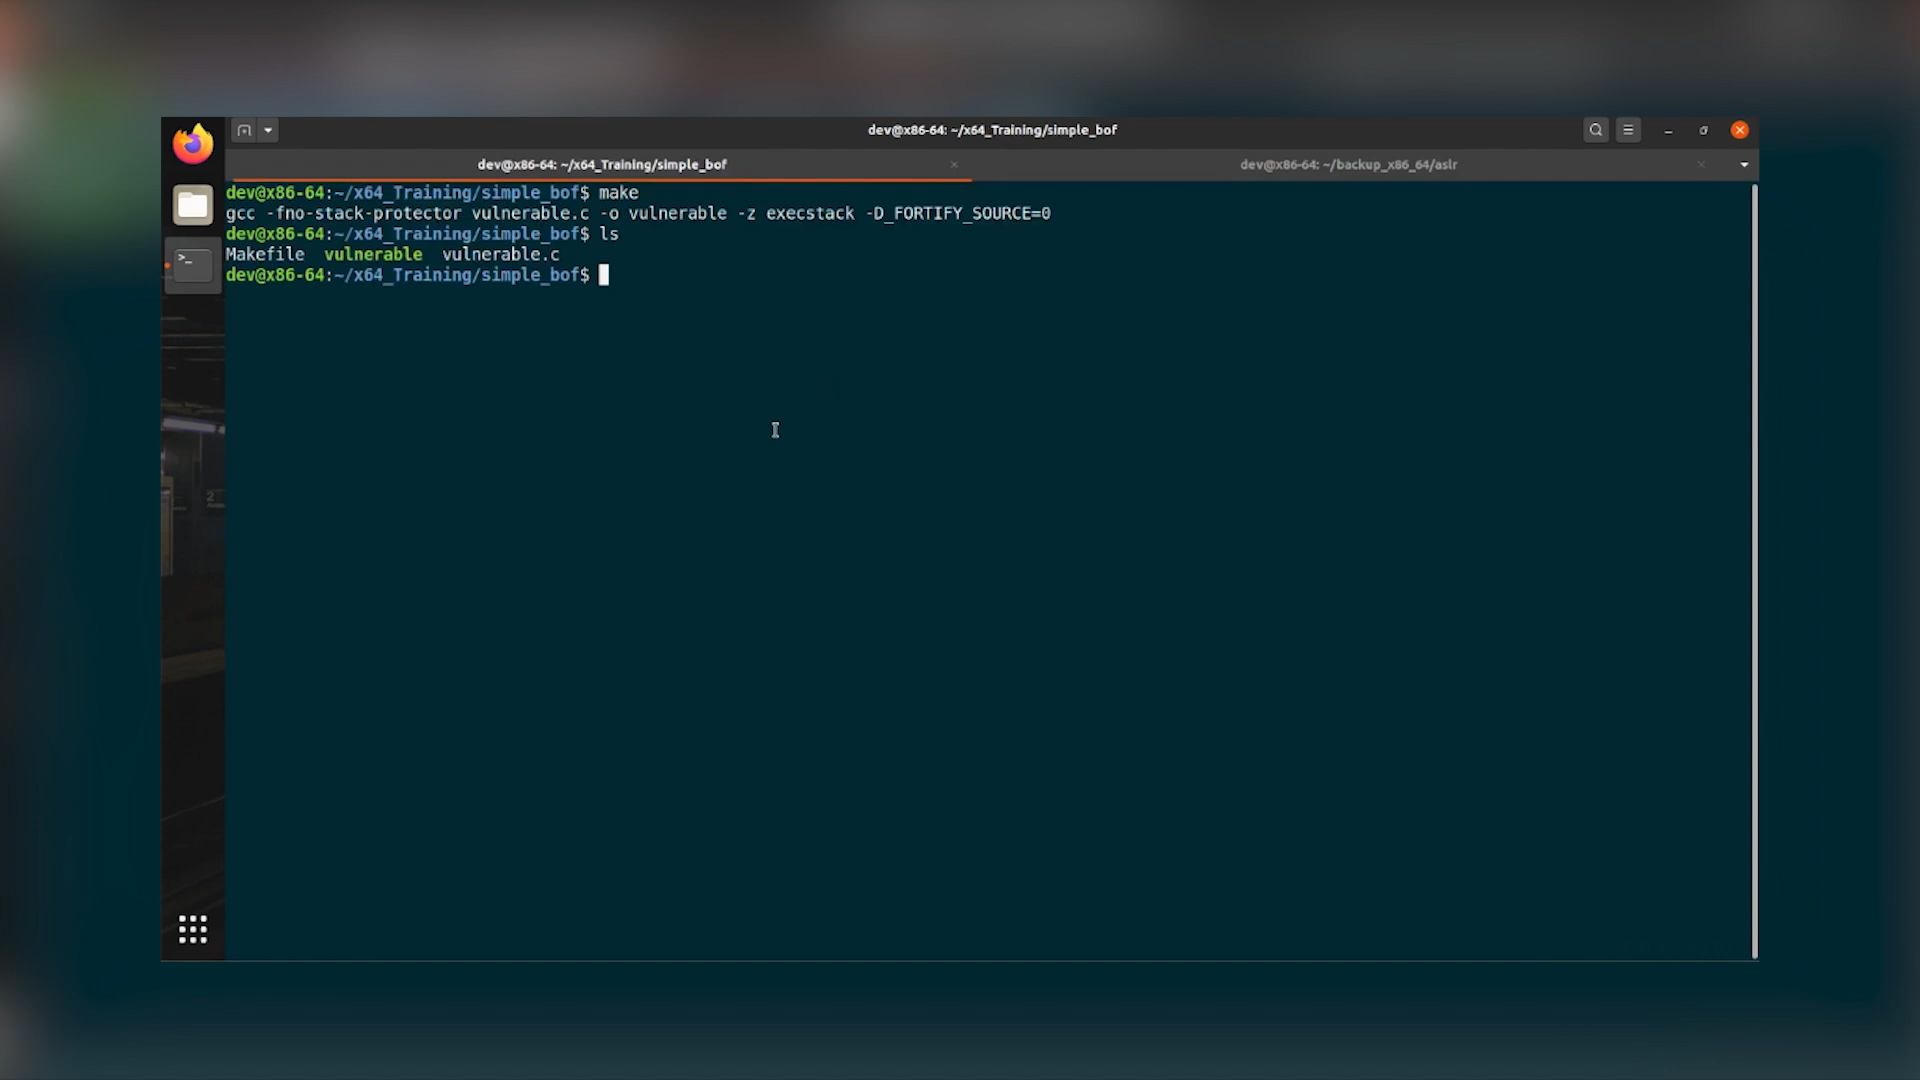 dev@x86-64: ~/x64_Training/simple_bof
dev@x86-64: ~/x64_Training/simple_bof
dev@x86-64: ~/backup_x86_64/aslr
dev@x86-64:~/x64_Training/simple_bof$ make
gcc -fno-stack-protector vulnerable.c -o vulnerable -z execstack -D_FORTIFY_SOURCE=0
dev@x86-64:~/x64_Training/simple_bof$ ls
Makefile vulnerable vulnerable.c
dev@x86-64:~/x64_Training/simple_bof$
2